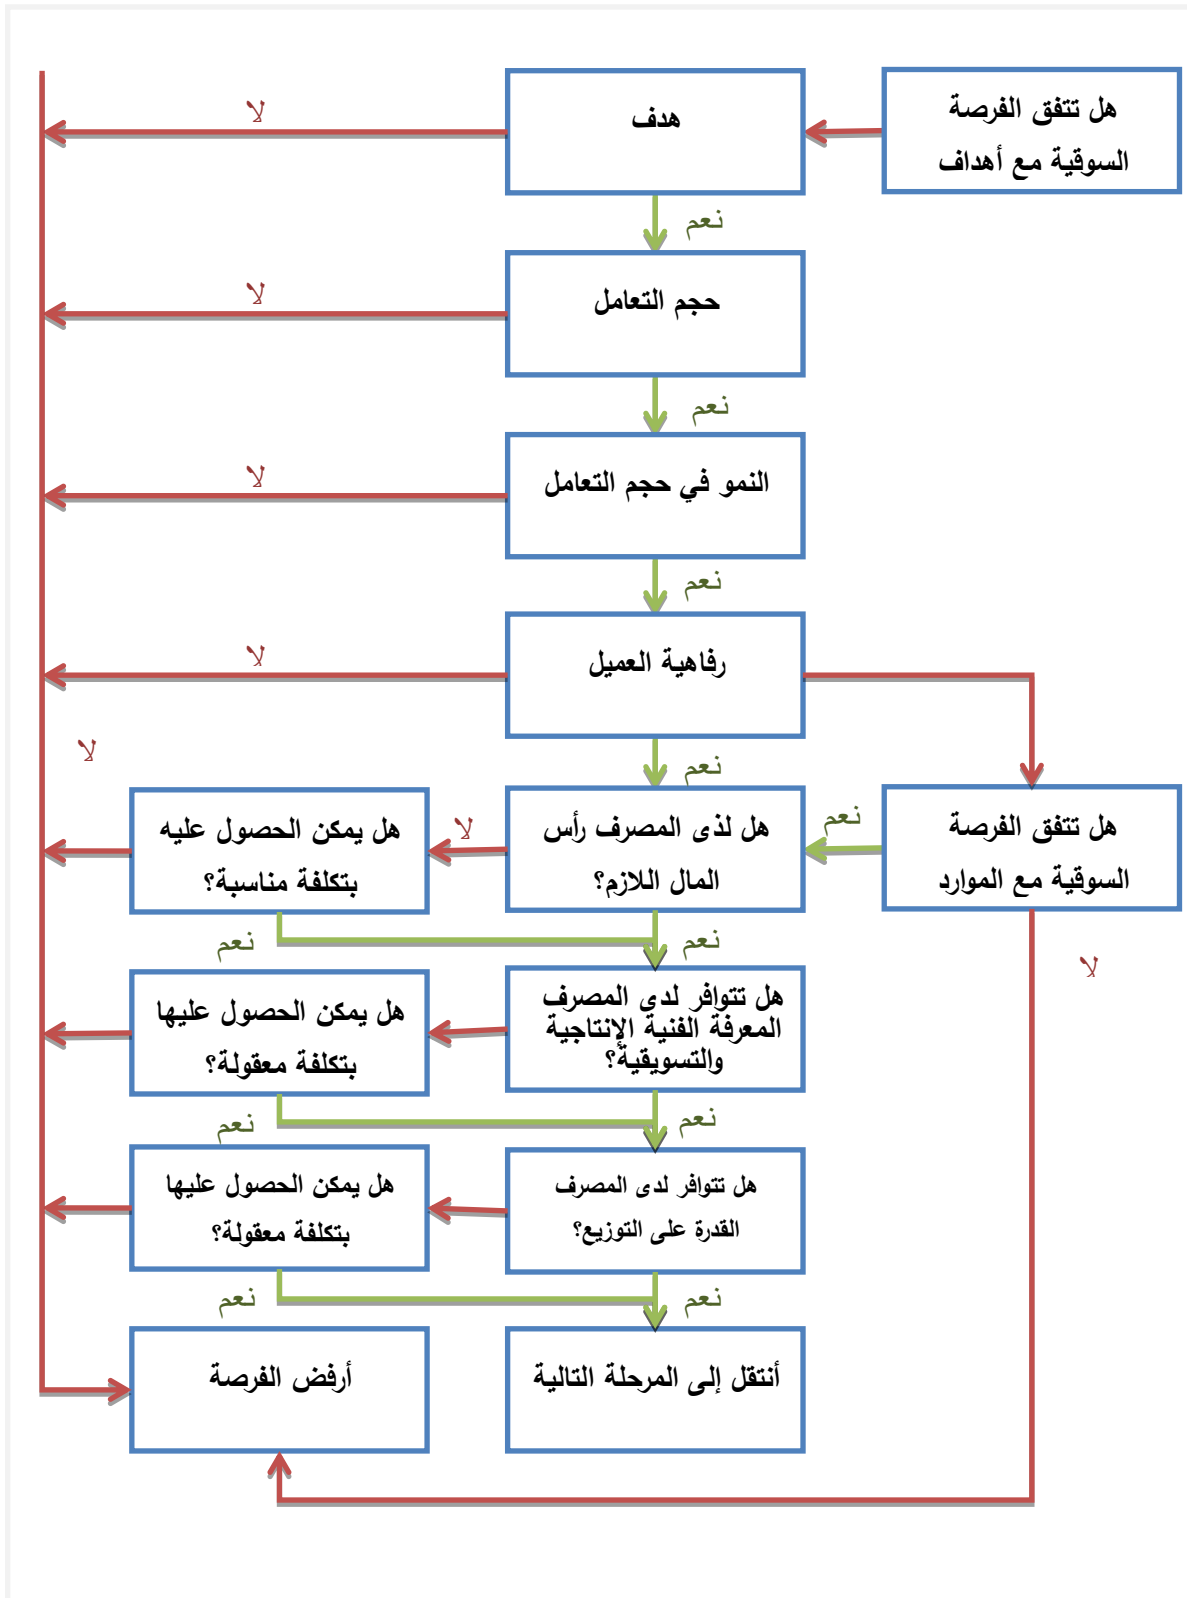 هل تتفق الفرصة
السوقية مع أهداف
هدف
لا
نعم
حجم التعامل
لا
نعم
النمو في حجم التعامل
لا
نعم
رفاهية العميل
لا
لا
نعم
هل تتفق الفرصة
السوقية مع الموارد
نعم
هل لذى المصرف رأس
المال اللازم؟
لا
هل يمكن الحصول عليه
بتكلفة مناسبة؟
لا
نعم
نعم
هل تتوافر لدى المصرف
المعرفة الفنية الإنتاجية
والتسويقية؟
هل يمكن الحصول عليها
بتكلفة معقولة؟
نعم
نعم
هل تتوافر لدى المصرف
القدرة على التوزيع؟
هل يمكن الحصول عليها
بتكلفة معقولة؟
نعم
نعم
أنتقل إلى المرحلة التالية
أرفض الفرصة